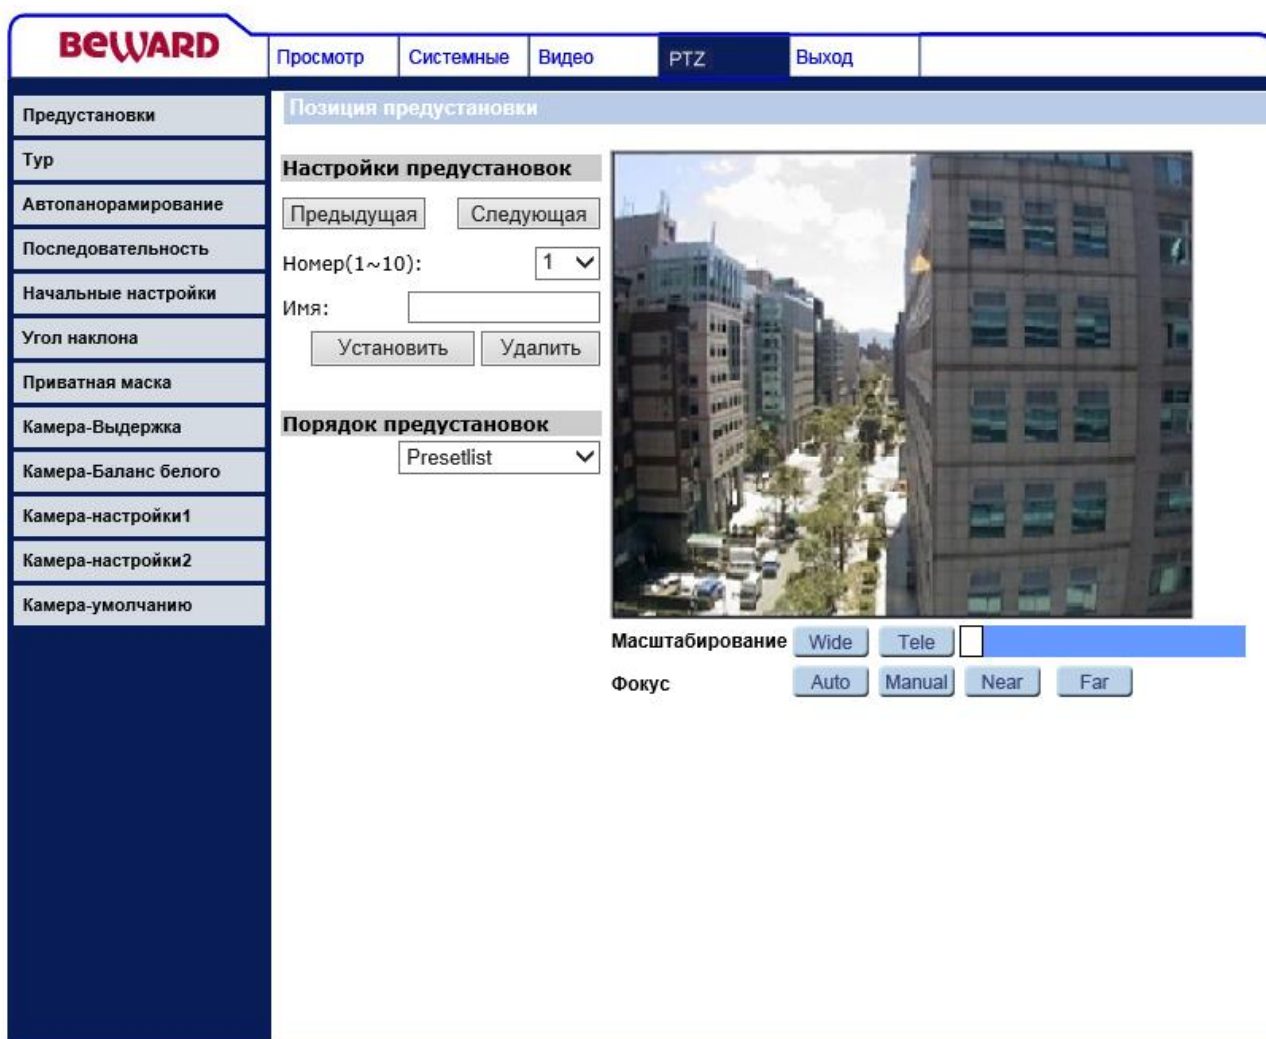 BEWARD
Просмотр Системные Видео PTZ Выход
Предустановки
Тур
Автопанорамирование
Последовательность
Начальные настройки
Угол наклона
Приватная маска
Камера-Выдержка
Камера-Баланс белого
Камера-настройки1
Камера-настройки2
Камера-умолчанию
Позиция предустановки
Настройки предустановок
Предыдущая Следующая
Номер(1~10): 1
Имя:
Установить Удалить
Порядок предустановок
Presetlist
Масштабирование Wide Tele
Фокус Auto Manual Near Far